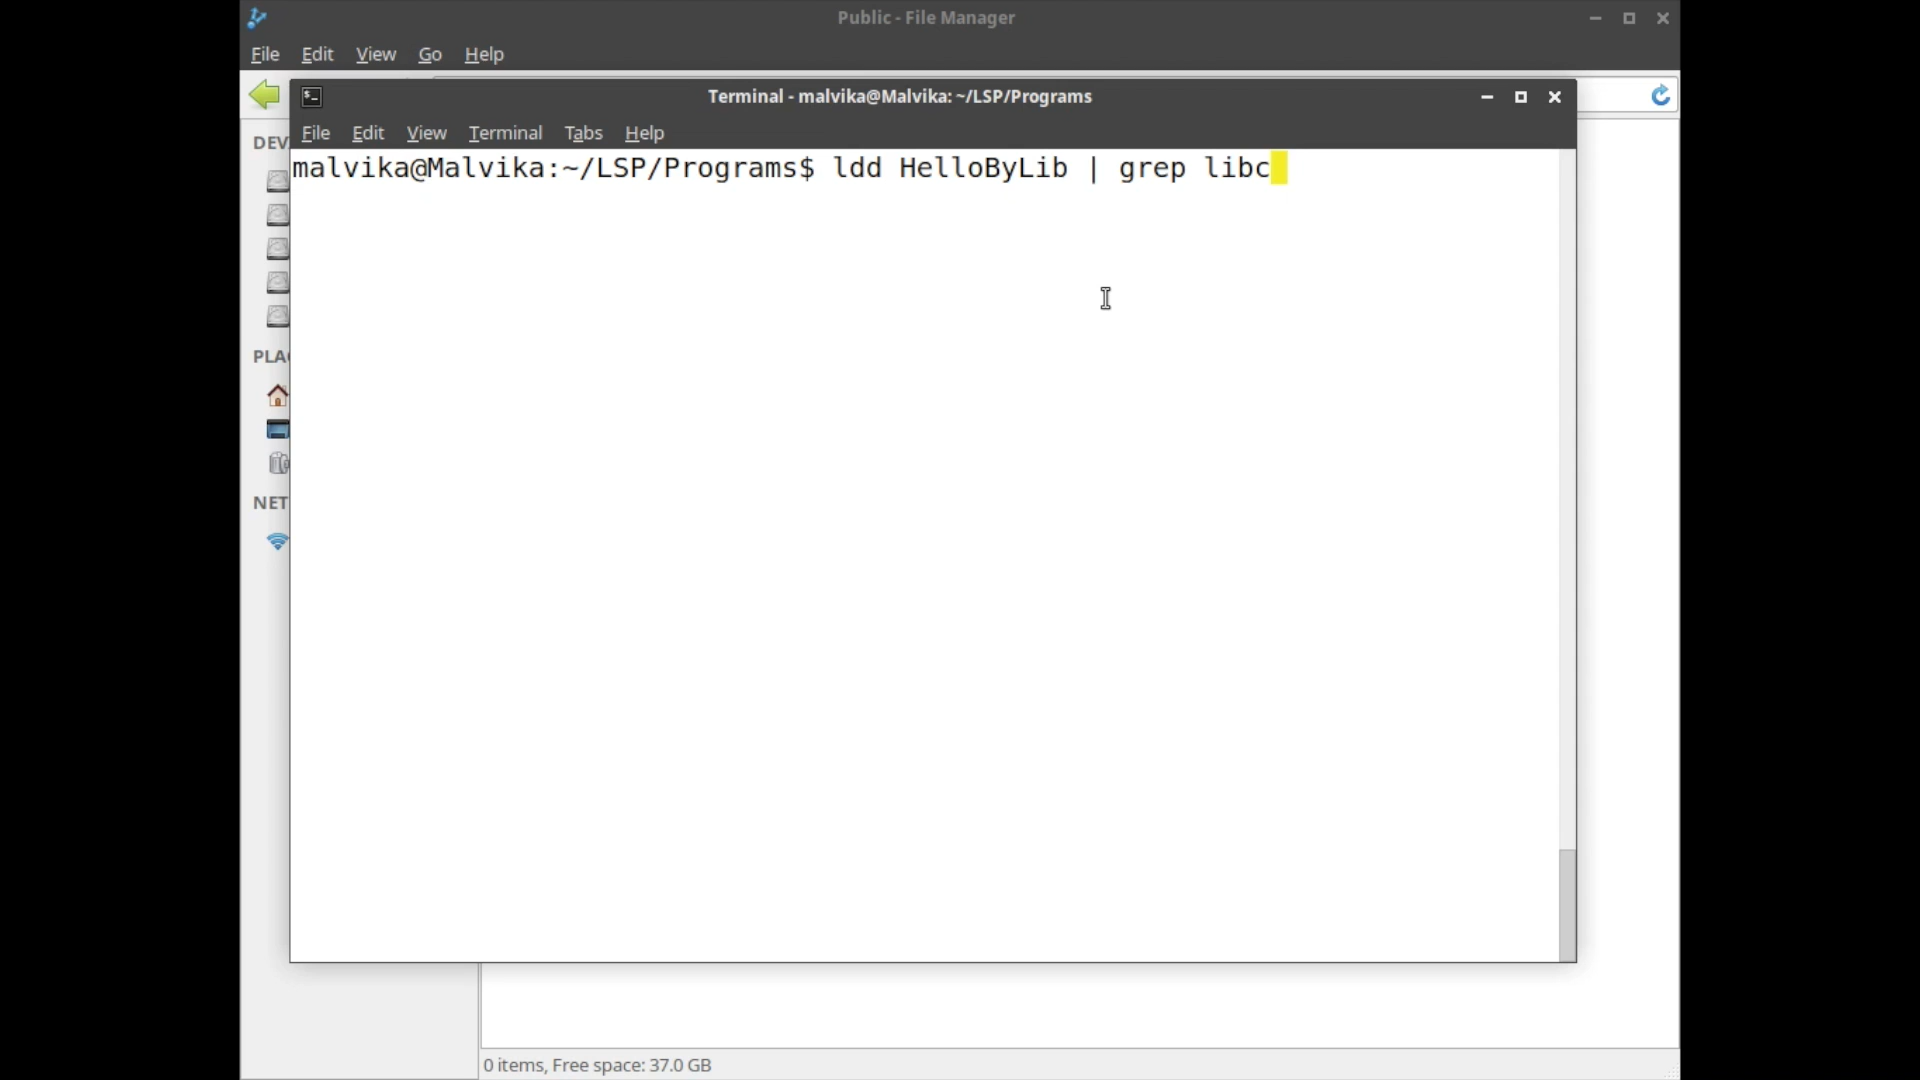 Public - File Manager
File Edit View Go Help
Terminal - malvika@Malvika: ~/LSP/Programs
File Edit View Terminal Tabs Help
malvika@Malvika:~/LSP/Programs$ ldd HelloByLib | grep libc
DEV
PLA
NET
0 items, Free space: 37.0 GB